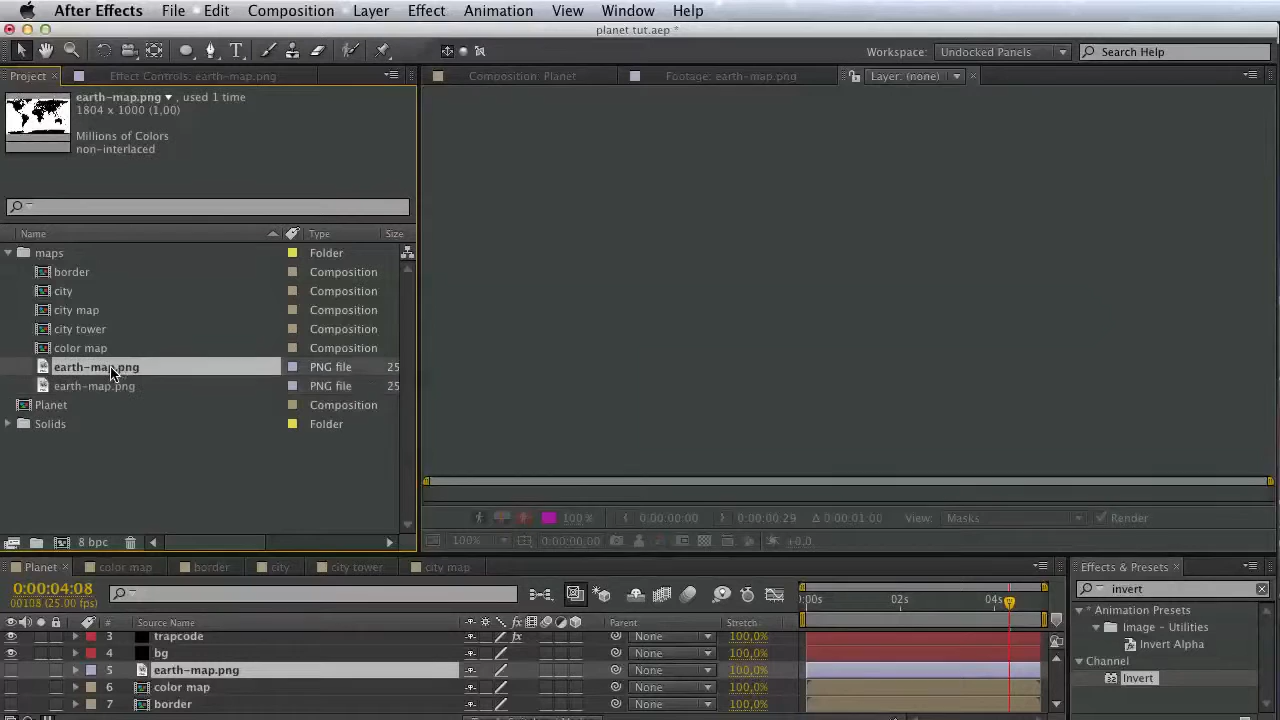 After Effects File Edit Composition Layer Effect Animation View Window Help
planet tut.aep *
Workspace: Undocked Panels Search Help
Project Effect Controls: earth-map.png Composition: Planet Footage: earth-map.png Layer: (none)
earth-map.png , used 1 time
1804 x 1000 (1,00)
Millions of Colors
non-interlaced
Name Type Size
maps Folder
border Composition
city Composition
city map Composition
city tower Composition
color map Composition
earth-map.png PNG file 25
earth-map.png PNG file 25
Planet Composition
Solids Folder
100% 0:00:00:00 0:00:00:29 Δ 0:00:01:00 View: Masks Render
8 bpc 100% 0:00:00:00 +0,0
Planet color map border city city tower city map Effects & Presets
0:00:04:08 invert
00108 (25.00 fps) :00s 02s 04s
* Animation Presets
# Source Name Parent Stretch
Image – Utilities
3 trapcode fx None 100,0%
Invert Alpha
4 bg None 100,0%
Channel
5 earth-map.png None 100,0%
Invert
6 color map None 100,0%
7 border None 100,0%